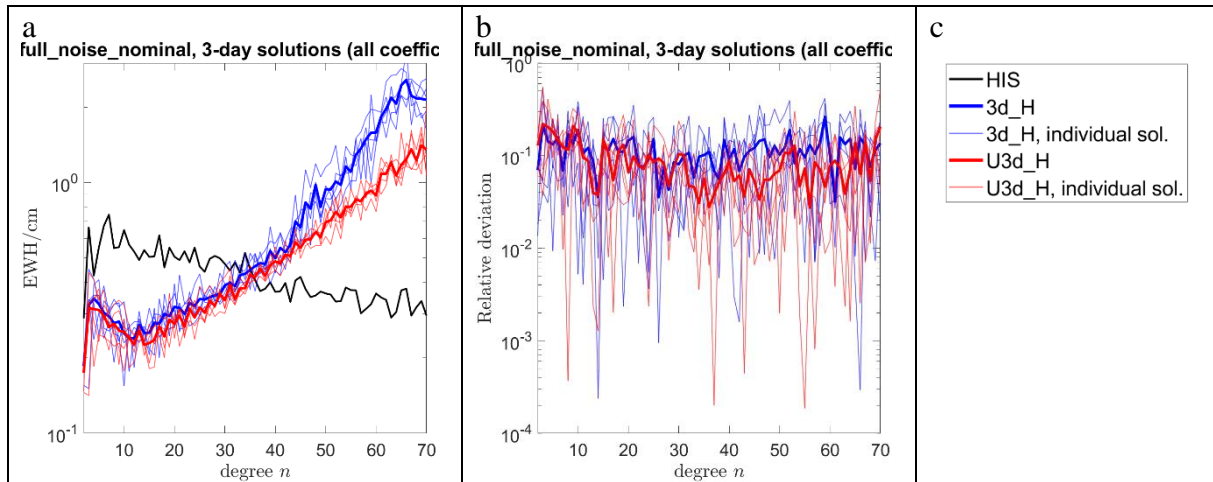 a
full_noise_nominal, 3-day solutions (all coeffic
EWH/cm
10^0
10^-1
10 20 30 40 50 60 70
degree n
b
full_noise_nominal, 3-day solutions (all coeffic
Relative deviation
10^0
10^-1
10^-2
10^-3
10^-4
10 20 30 40 50 60 70
degree n
c
HIS
3d_H
3d_H, individual sol.
U3d_H
U3d_H, individual sol.